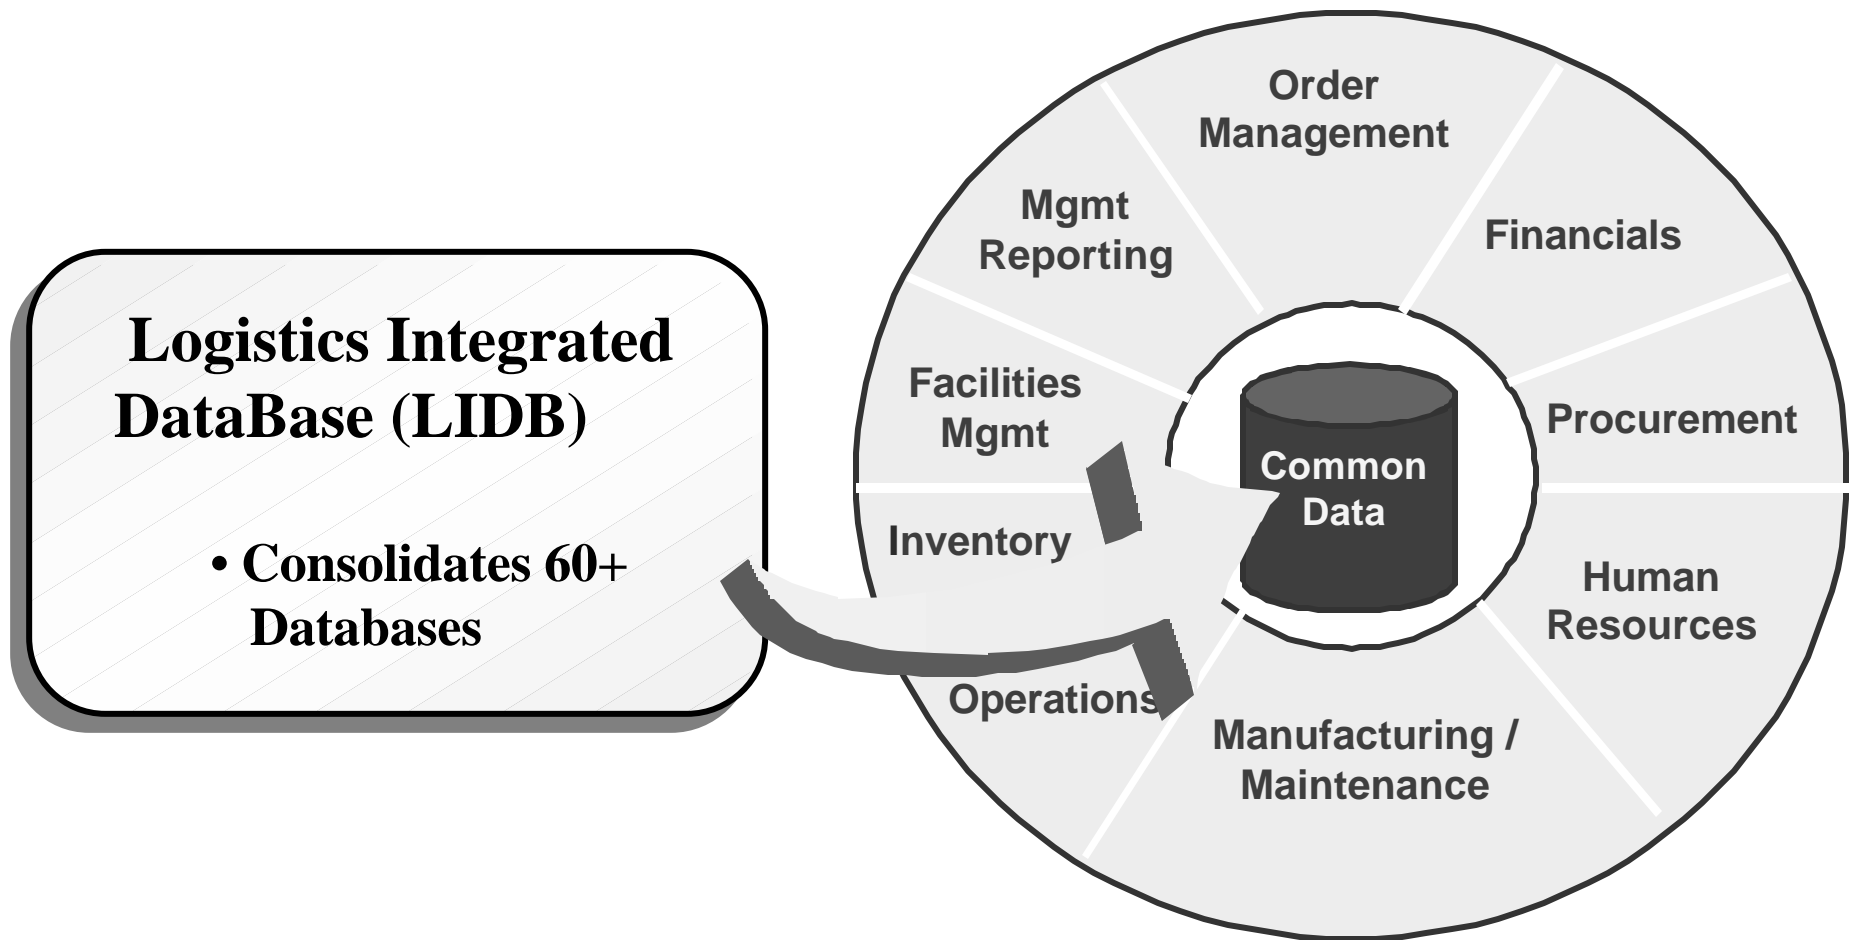 Logistics Integrated
DataBase (LIDB)
• Consolidates 60+
Databases
Order
Management
Financials
Procurement
Human
Resources
Manufacturing /
Maintenance
Operations
Inventory
Facilities
Mgmt
Mgmt
Reporting
Common
Data